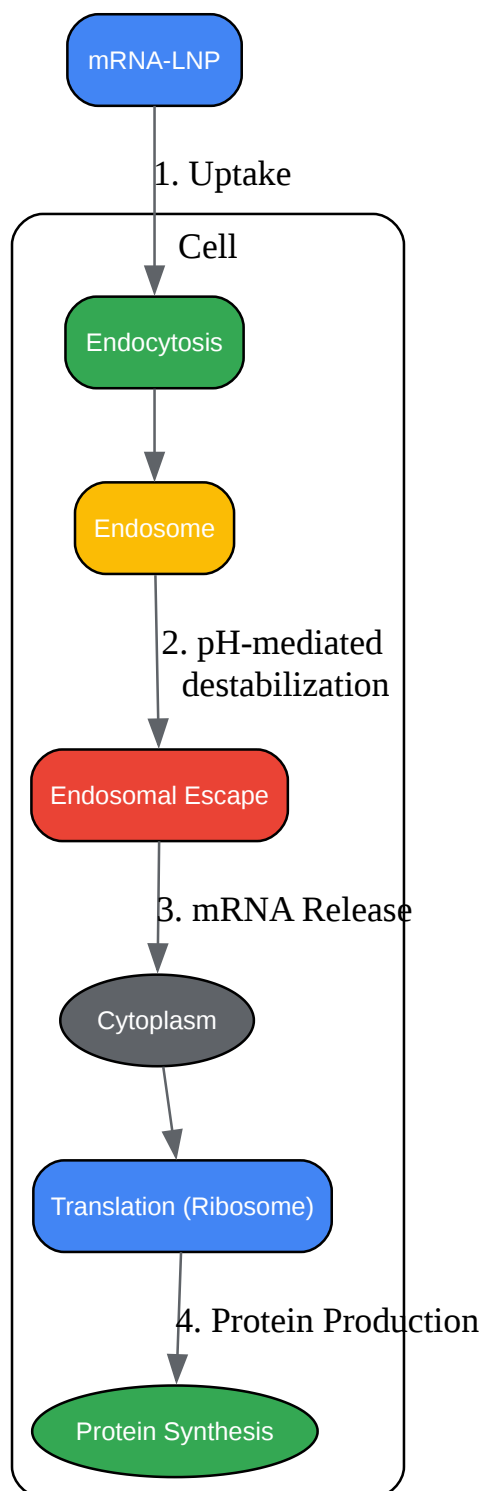 mRNA-LNP
1. Uptake
Cell
Endocytosis
Endosome
2. pH-mediated
destabilization
Endosomal Escape
3. mRNA Release
Cytoplasm
Translation (Ribosome)
4. Protein Production
Protein Synthesis